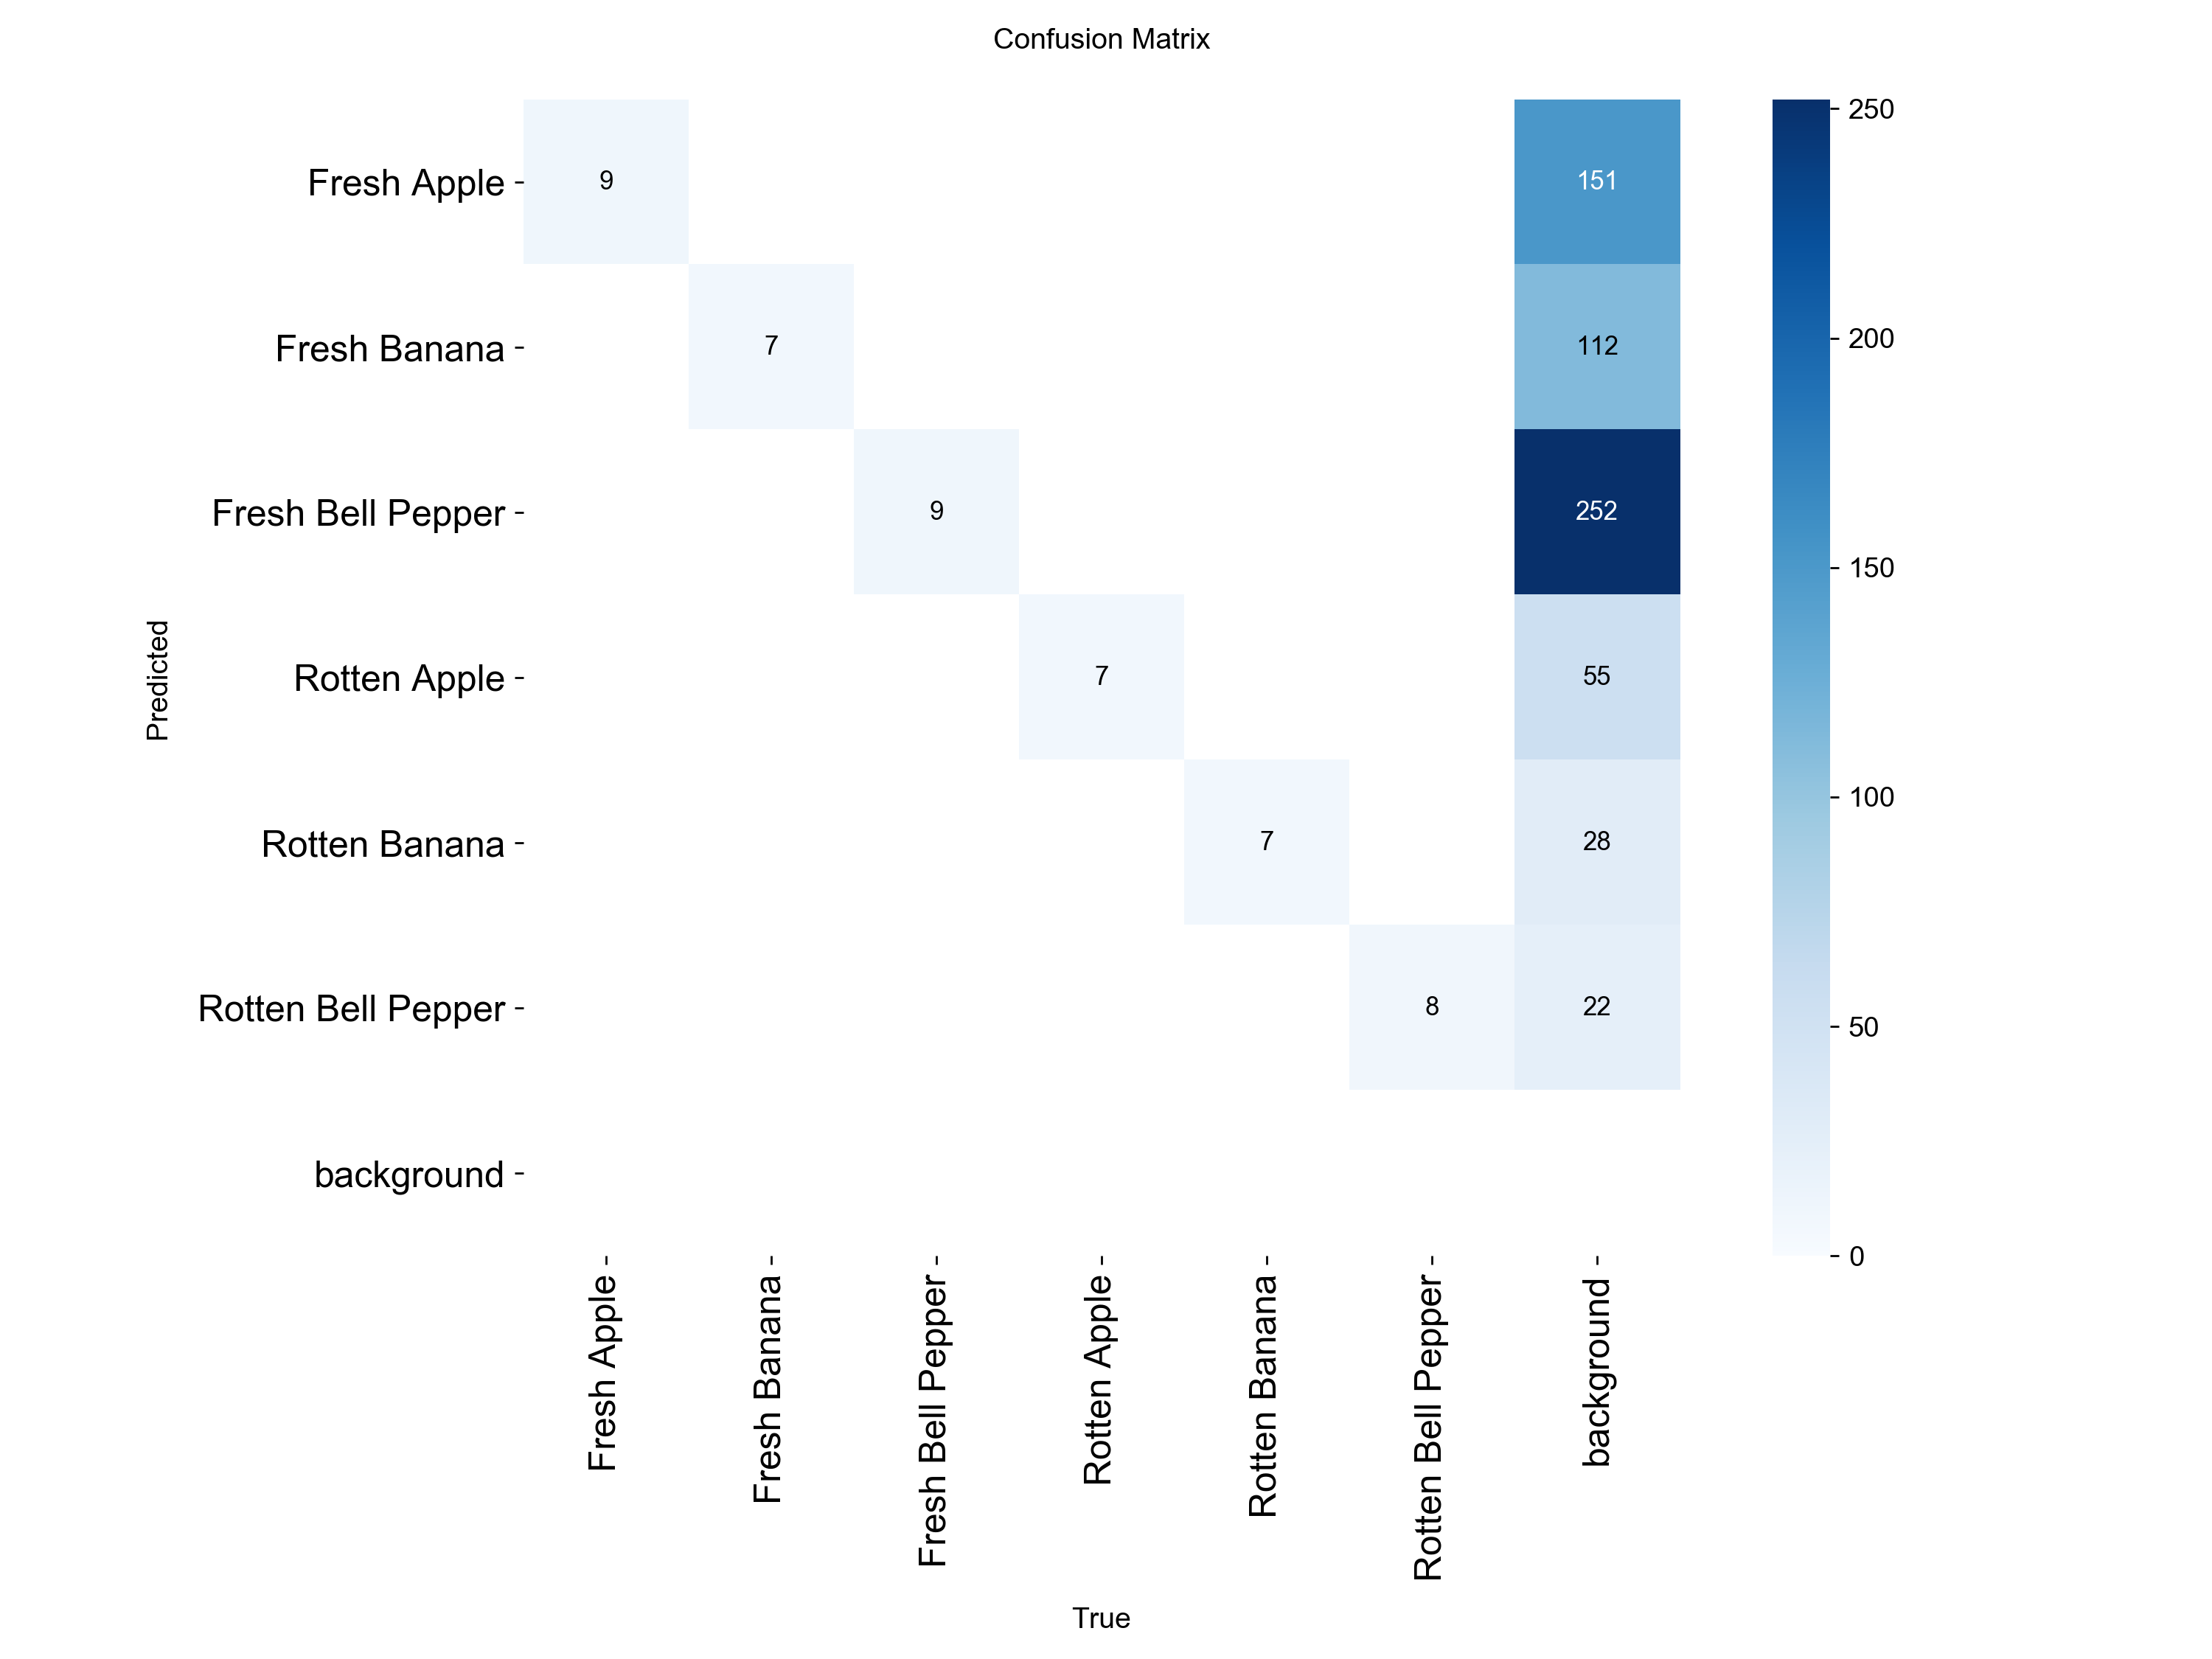 Confusion Matrix
Fresh Apple
9
151
250
Fresh Banana
7
112
200
Fresh Bell Pepper
9
252
150
Predicted
Rotten Apple
7
55
100
Rotten Banana
7
28
Rotten Bell Pepper
8
22
50
background
0
Fresh Apple
Fresh Banana
Fresh Bell Pepper
Rotten Apple
Rotten Banana
Rotten Bell Pepper
background
True